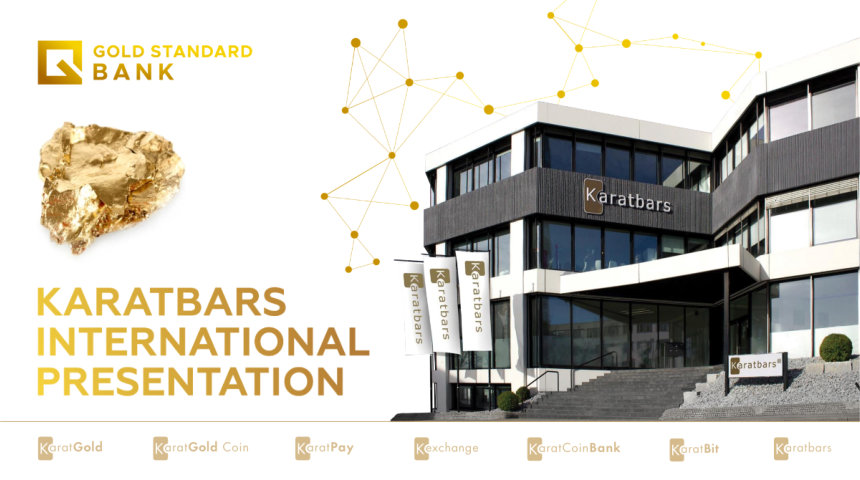 GOLD STANDARD
BANK
Karatbars
Karatbars
Karatbars
Karatbars
KARATBARS
INTERNATIONAL
PRESENTATION
Karatbars®
KaratGold
KaratGold Coin
KaratPay
Kexchange
KaratCoinBank
KaratBit
Karatbars